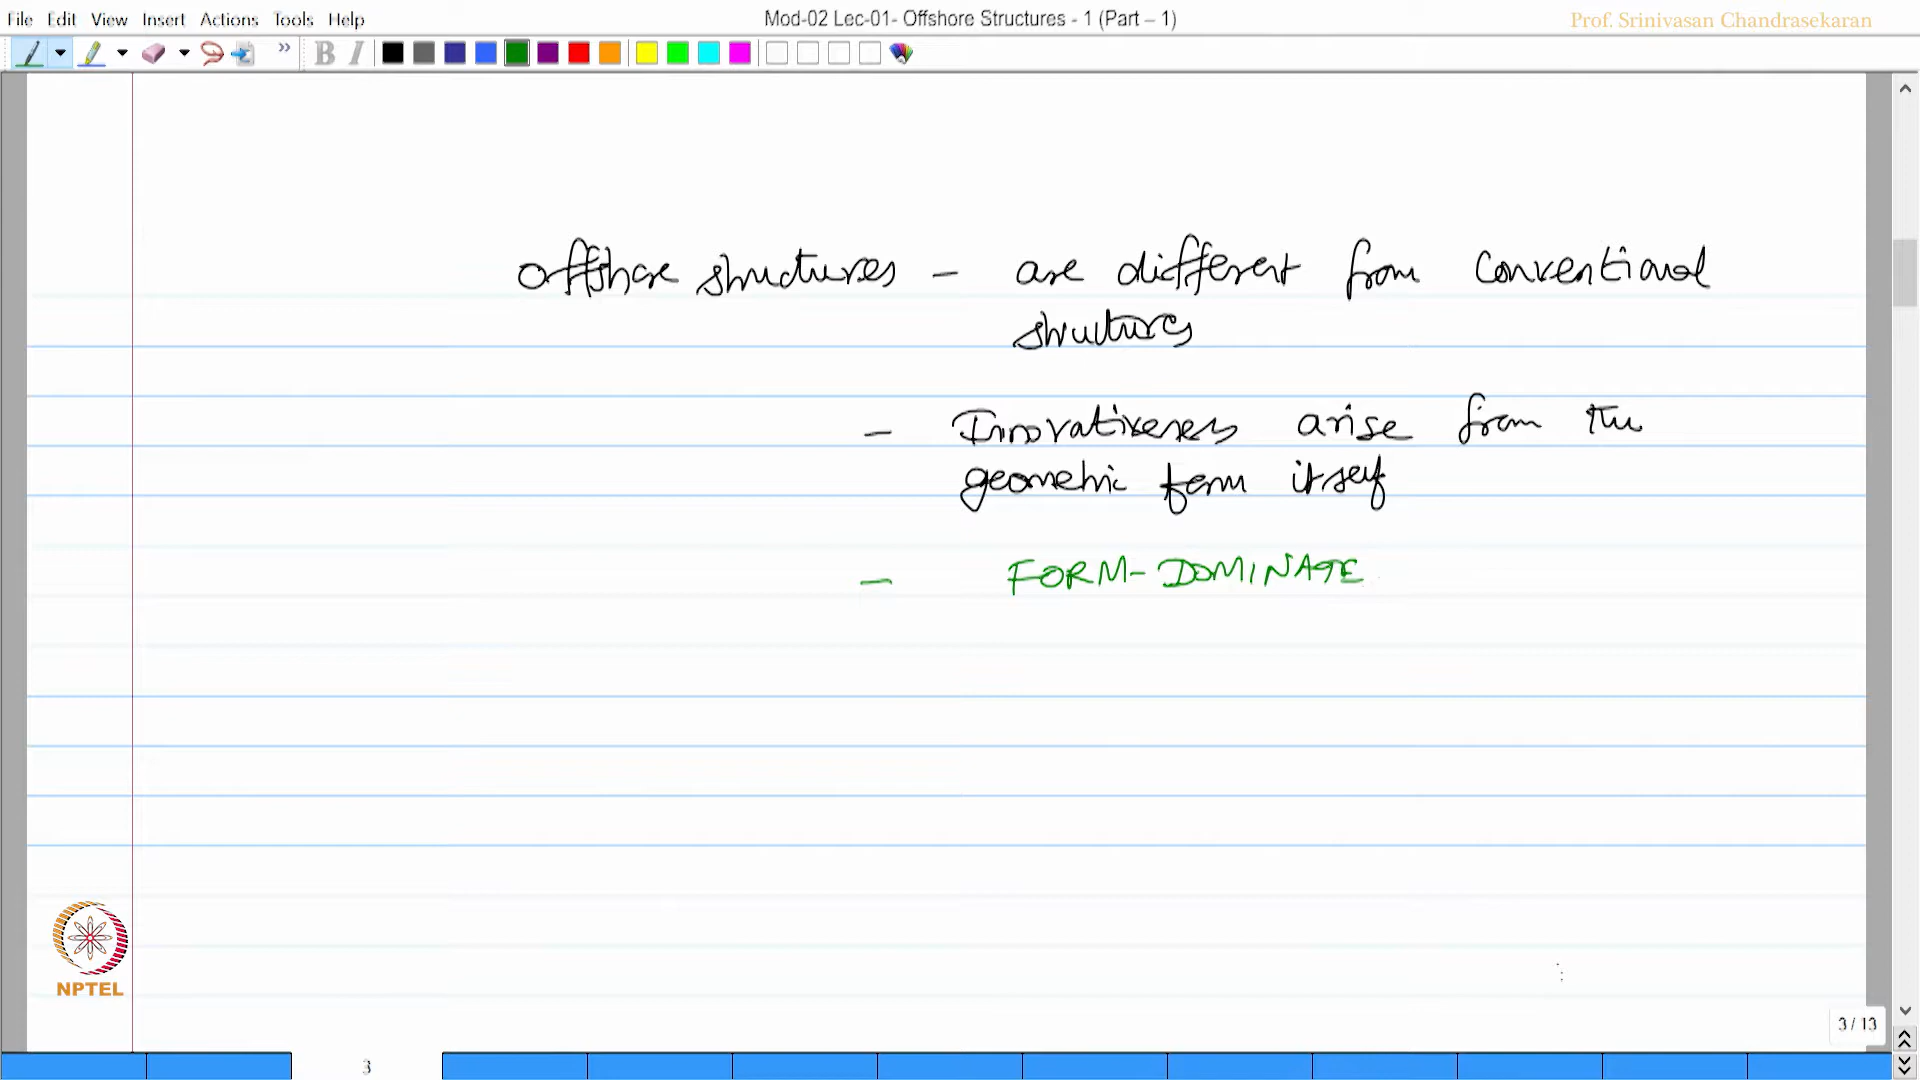 File Edit View Insert Actions Tools Help
Mod-02 Lec-01- Offshore Structures - 1 (Part – 1)
Prof. Srinivasan Chandrasekaran
B I
offshore structures – are different from conventional
structures
– Innovativeness arise from the
geometric form itself
– FORM-DOMINATE
NPTEL
3 / 13
3